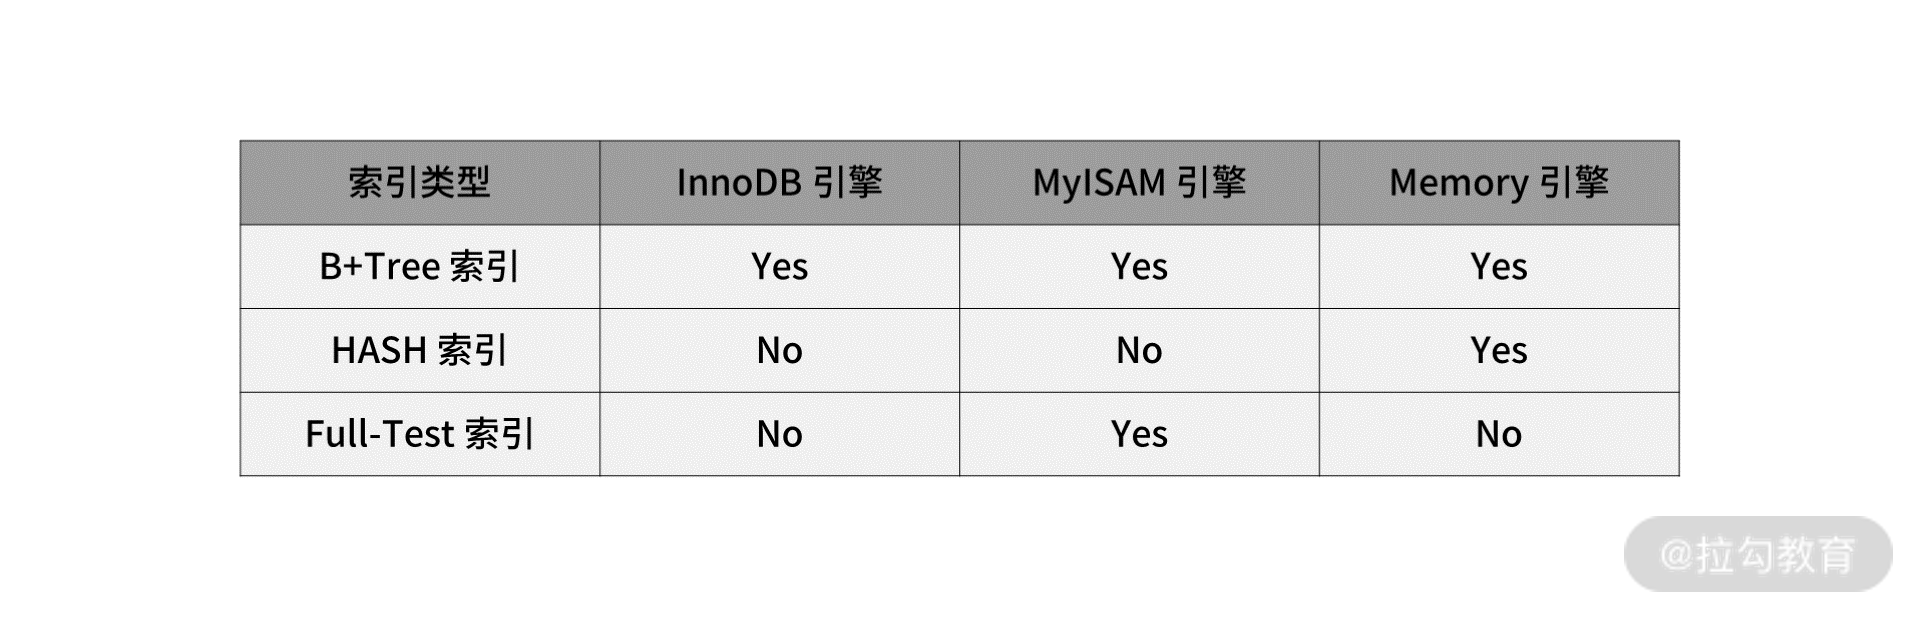 索引类型 InnoDB 引擎 MyISAM 引擎 Memory 引擎
B+Tree 索引 Yes Yes Yes
HASH 索引 No No Yes
Full-Test 索引 No Yes No
@拉勾教育